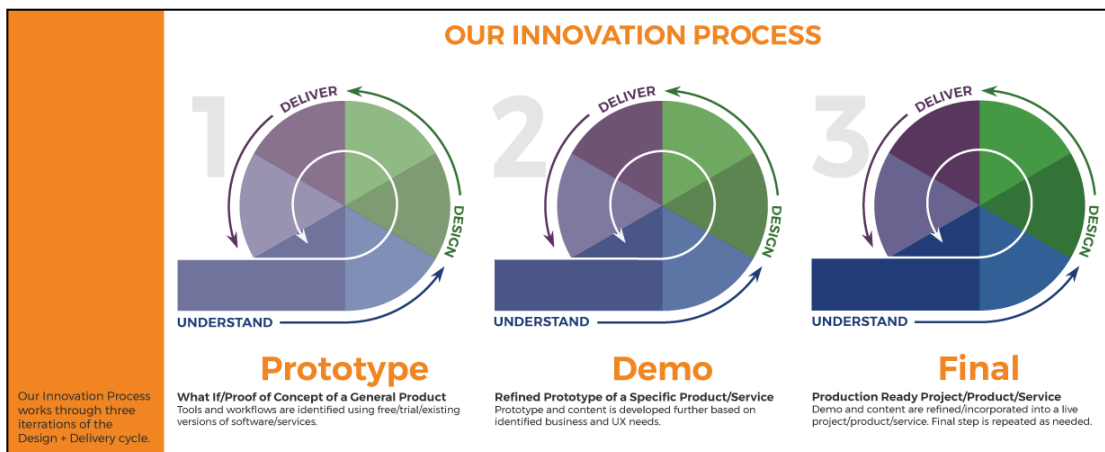 OUR INNOVATION PROCESS
1
DELIVER
DESIGN
UNDERSTAND
2
DELIVER
DESIGN
UNDERSTAND
3
DELIVER
DESIGN
UNDERSTAND
Prototype
What If/Proof of Concept of a General Product
Tools and workflows are identified using free/trial/existing
versions of software/services.
Demo
Refined Prototype of a Specific Product/Service
Prototype and content is developed further based on
identified business and UX needs.
Final
Production Ready Project/Product/Service
Demo and content are refined/incorporated into a live
project/product/service. Final step is repeated as needed.
Our Innovation Process
works through three
iterrations of the
Design + Delivery cycle.